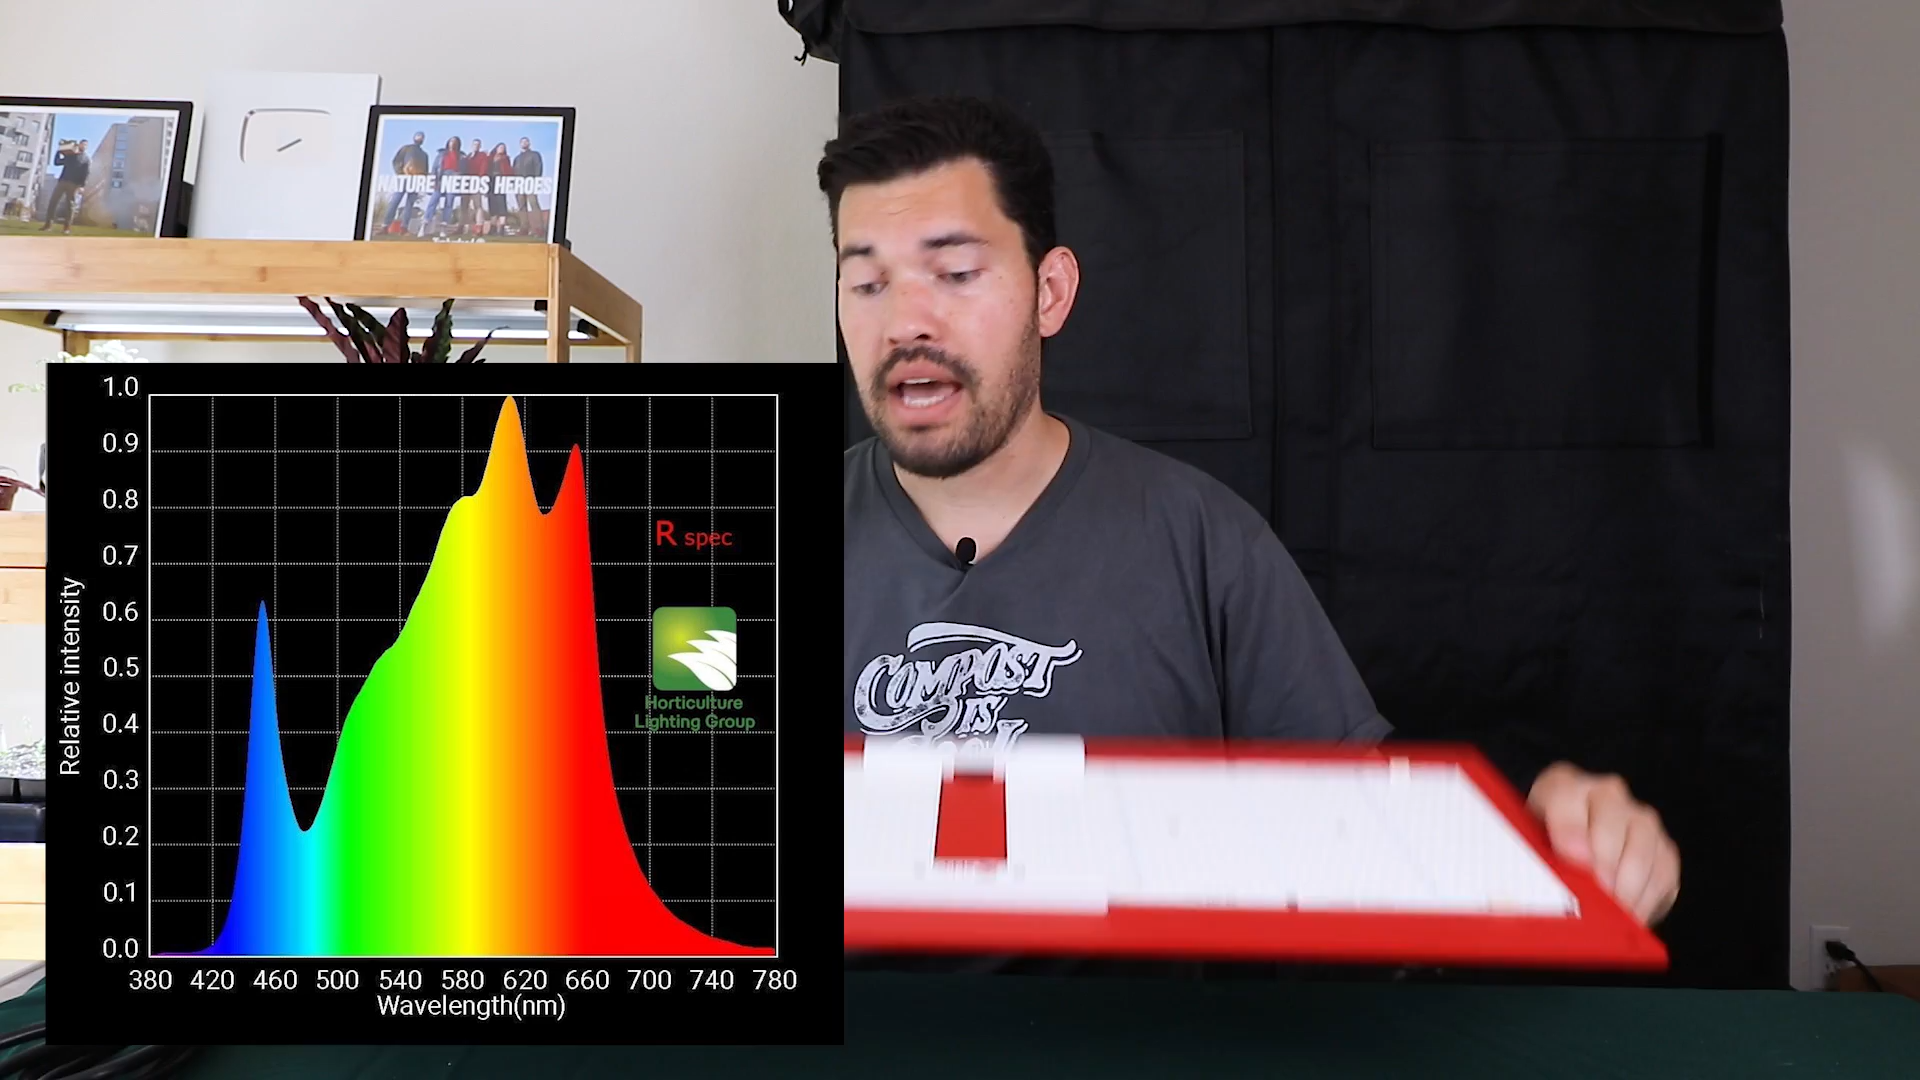 NATURE NEEDS HEROES
1.0
0.9
0.8
0.7
0.6
0.5
0.4
0.3
0.2
0.1
0.0
Relative intensity
380 420 460 500 540 580 620 660 700 740 780
Wavelength(nm)
R spec
Horticulture
Lighting Group
COMPOST
IS